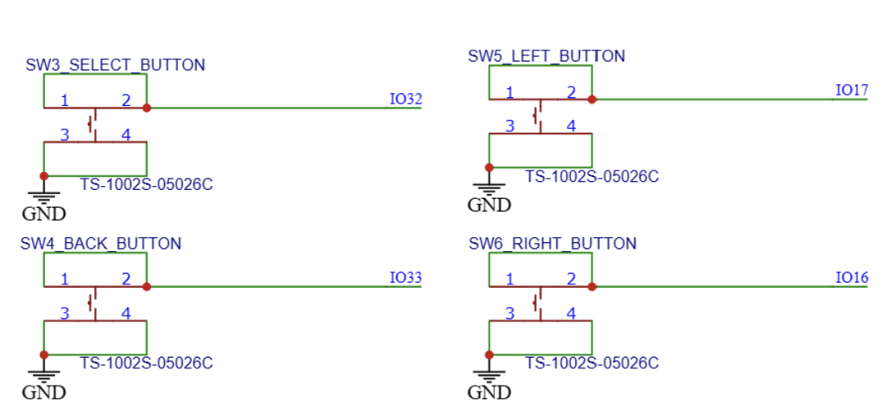 SW3_SELECT_BUTTON
1 2
IO32
3 4
TS-1002S-05026C
GND
SW5_LEFT_BUTTON
1 2
IO17
3 4
TS-1002S-05026C
GND
SW4_BACK_BUTTON
1 2
IO33
3 4
TS-1002S-05026C
GND
SW6_RIGHT_BUTTON
1 2
IO16
3 4
TS-1002S-05026C
GND